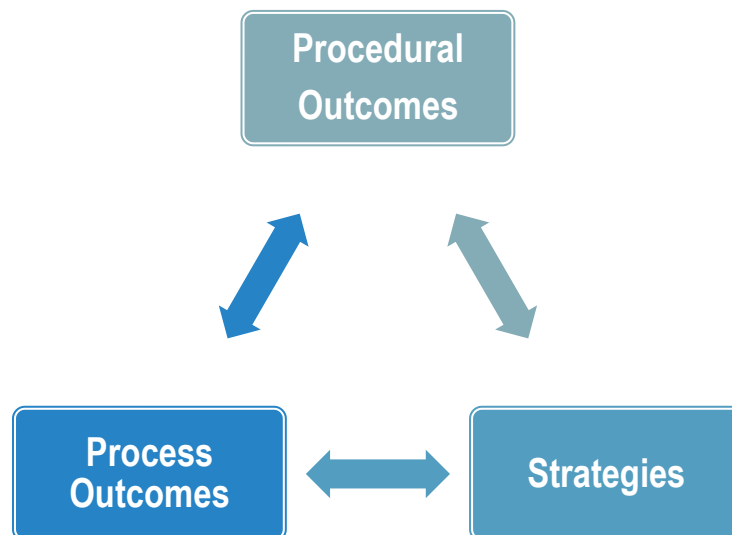 Procedural
Outcomes
Process
Outcomes
Strategies